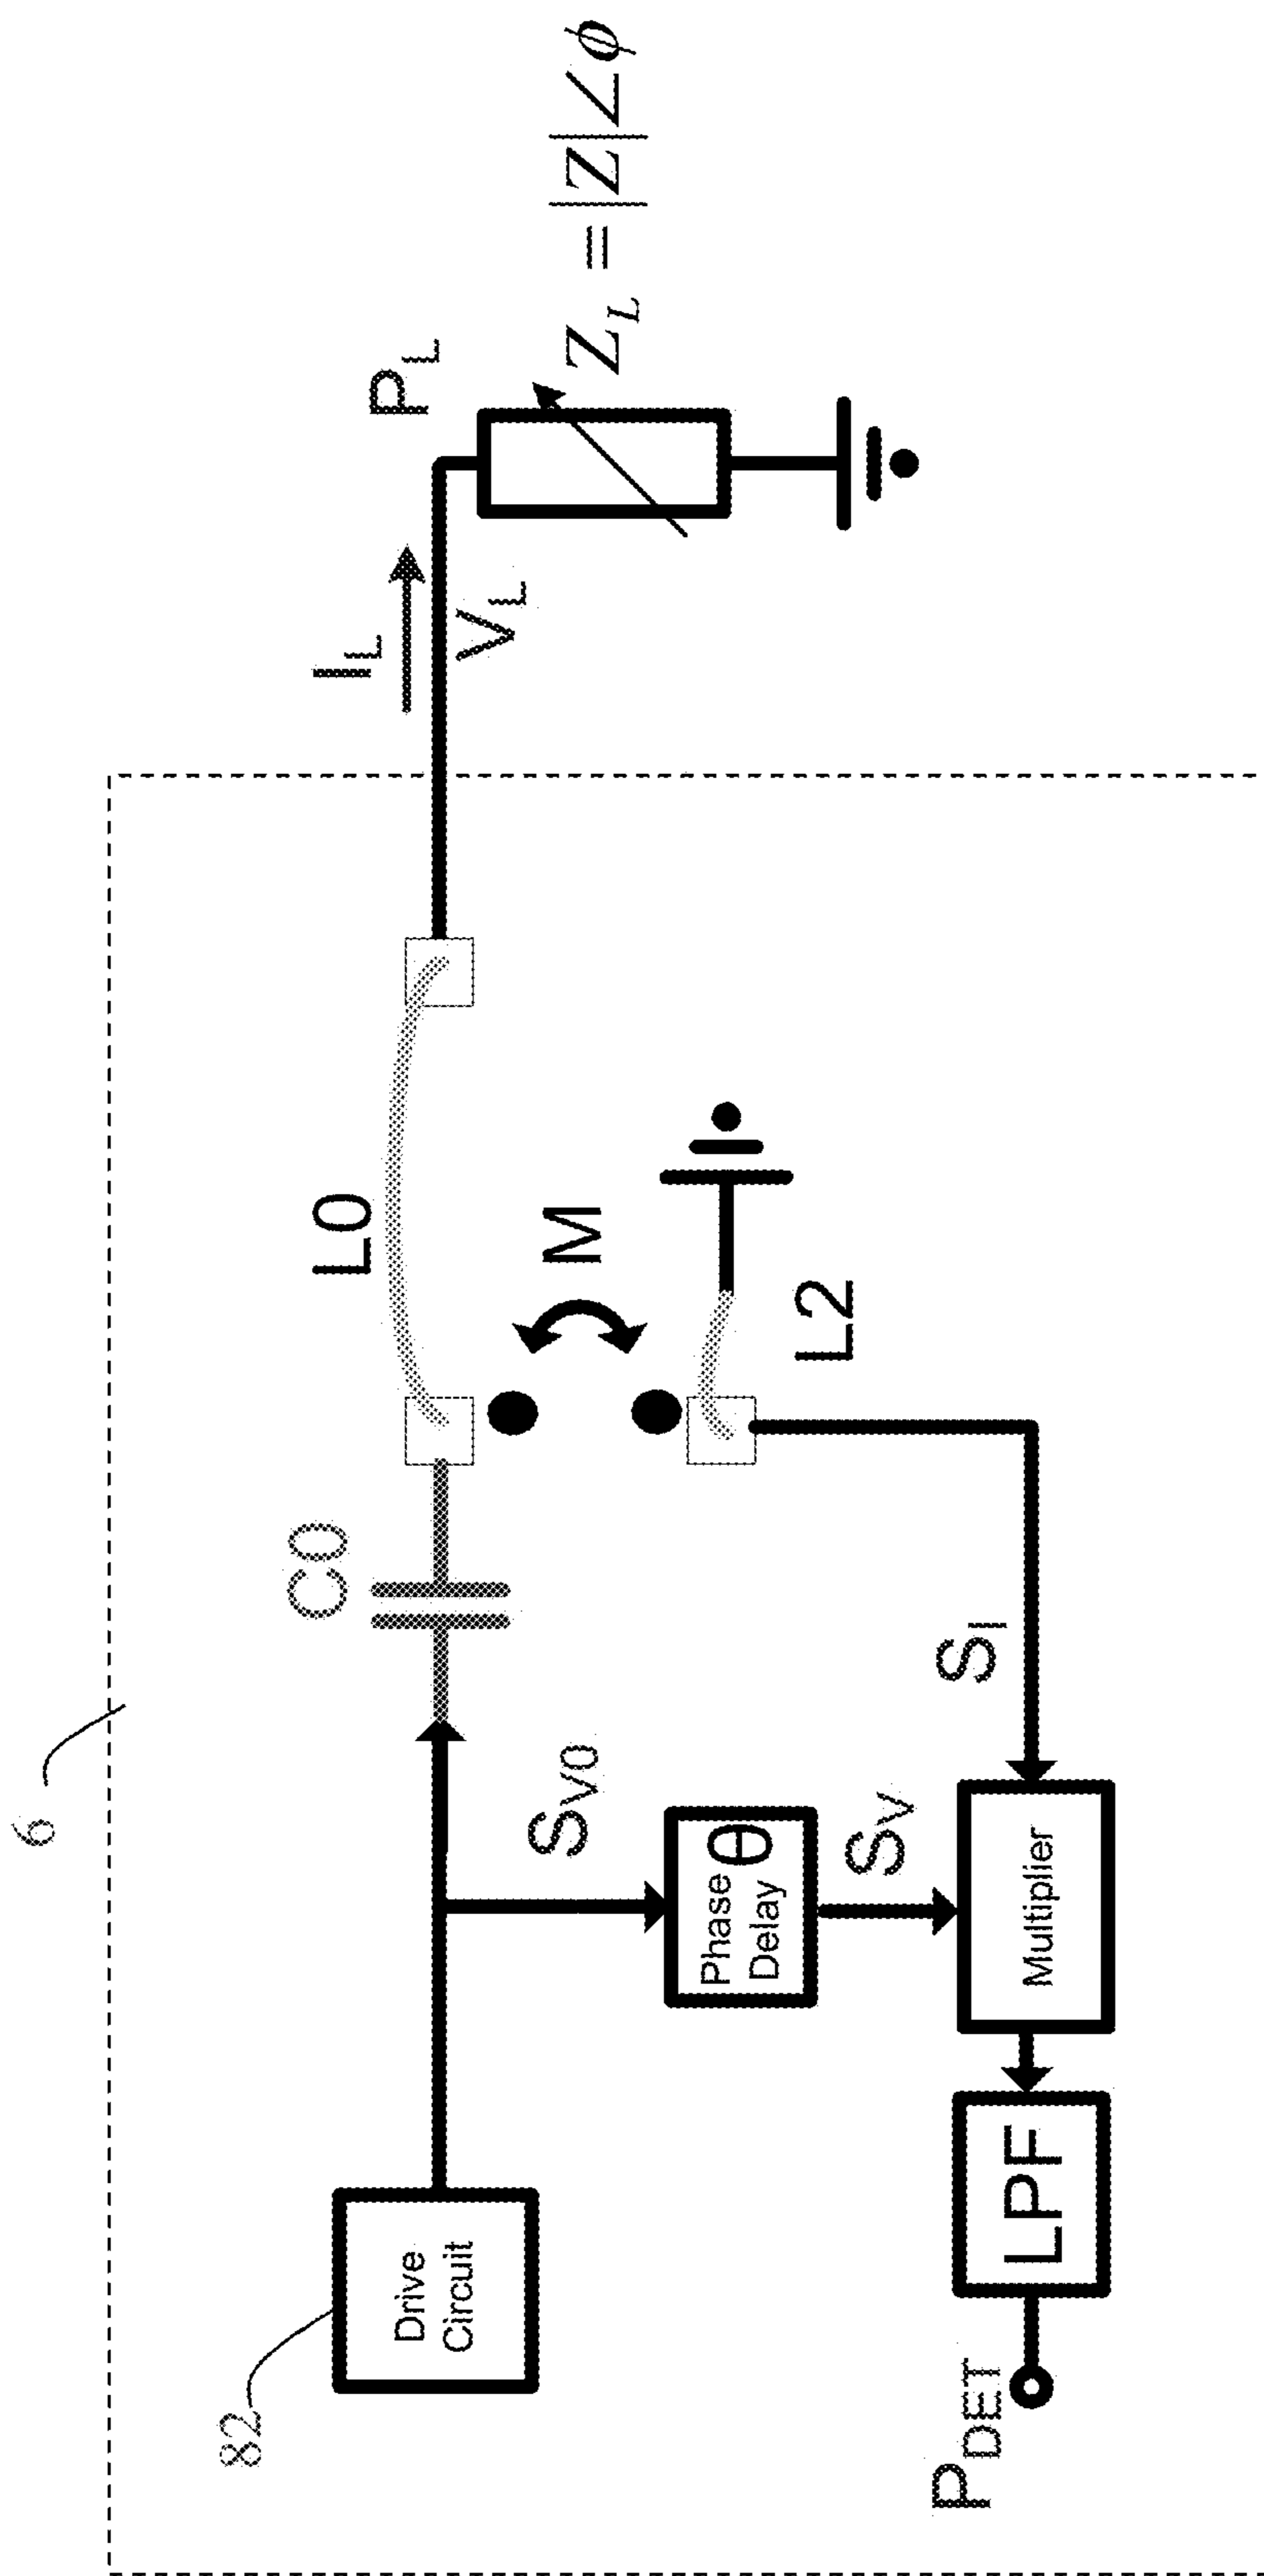 6
82
Drive
Circuit
C0
L0
I_L
V_L
P_L
Z_L = |Z|∠ϕ
S_V0
M
L2
Phase
Delay
θ
S_V
S_I
Multiplier
LPF
P_DET